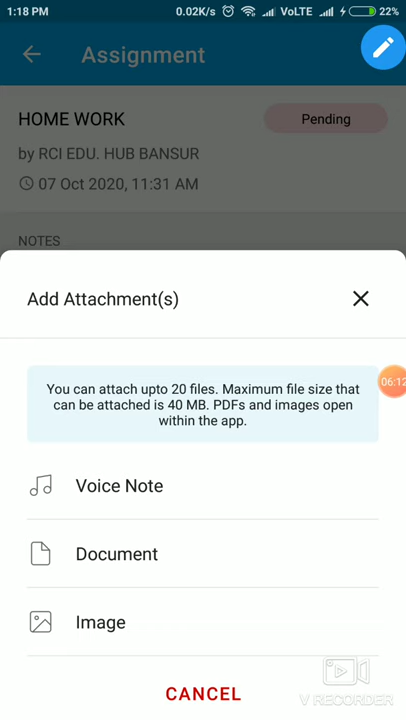 1:18 PM 0.02K/s VoLTE 22%
Assignment
HOME WORK
Pending
by RCI EDU. HUB BANSUR
07 Oct 2020, 11:31 AM
NOTES
Add Attachment(s)
06:12
You can attach upto 20 files. Maximum file size that
can be attached is 40 MB. PDFs and images open
within the app.
Voice Note
Document
Image
CANCEL
V RECORDER